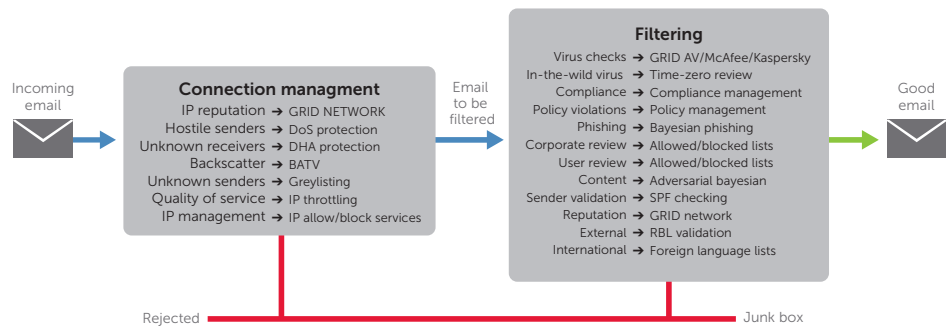 Incoming
email
Connection managment
IP reputation ➔ GRID NETWORK
Hostile senders ➔ DoS protection
Unknown receivers ➔ DHA protection
Backscatter ➔ BATV
Unknown senders ➔ Greylisting
Quality of service ➔ IP throttling
IP management ➔ IP allow/block services
Email
to be
filtered
Filtering
Virus checks ➔ GRID AV/McAfee/Kaspersky
In-the-wild virus ➔ Time-zero review
Compliance ➔ Compliance management
Policy violations ➔ Policy management
Phishing ➔ Bayesian phishing
Corporate review ➔ Allowed/blocked lists
User review ➔ Allowed/blocked lists
Content ➔ Adversarial bayesian
Sender validation ➔ SPF checking
Reputation ➔ GRID network
External ➔ RBL validation
International ➔ Foreign language lists
Good
email
Rejected
Junk box